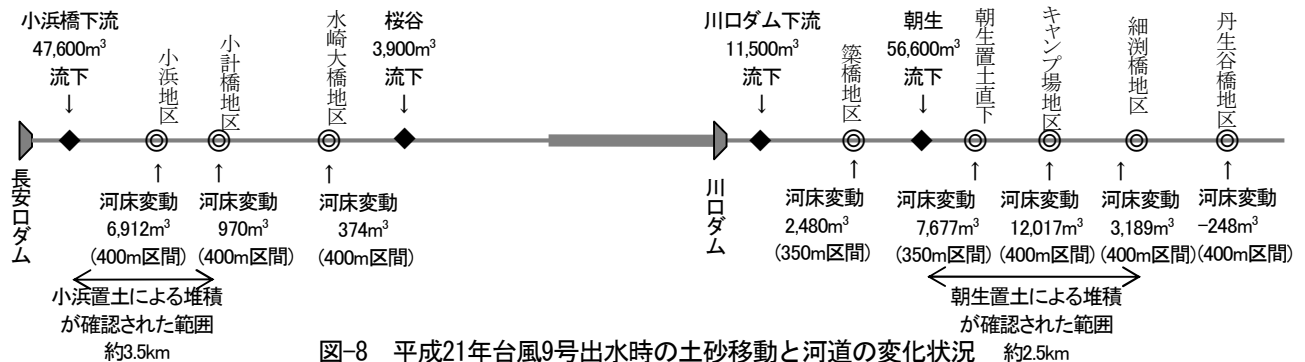 小浜橋下流
47,600m³
流下
↓
小浜地区
小計橋地区
水崎大橋地区
桜谷
3,900m³
流下
↓
川口ダム下流
11,500m³
流下
↓
簗橋地区
朝生
56,600m³
流下
↓
朝生置土直下
キャンプ場地区
細渕橋地区
丹生谷橋地区
長安口ダム
↑
河床変動
6,912m³
(400m区間)
↑
河床変動
970m³
(400m区間)
↑
河床変動
374m³
(400m区間)
川口ダム
↑
河床変動
2,480m³
(350m区間)
↑
河床変動
7,677m³
(350m区間)
↑
河床変動
12,017m³
(400m区間)
↑
河床変動
3,189m³
(400m区間)
↑
河床変動
-248m³
(400m区間)
小浜置土による堆積
が確認された範囲
約3.5km
朝生置土による堆積
が確認された範囲
約2.5km
図-8 平成21年台風9号出水時の土砂移動と河道の変化状況